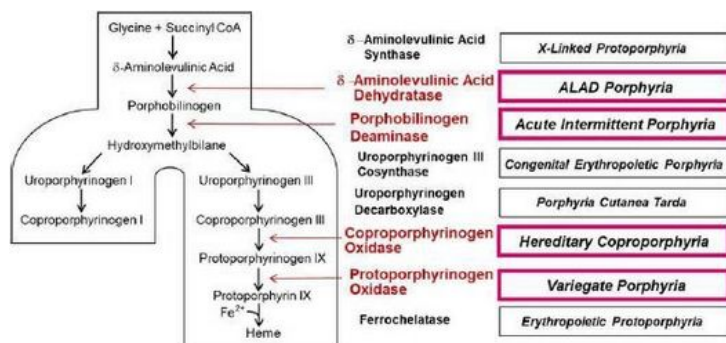 Glycine + Succinyl CoA
δ-Aminolevulinic Acid
Porphobilinogen
Hydroxymethylbilane
Uroporphyrinogen I
Coproporphyrinogen I
Uroporphyrinogen III
Coproporphyrinogen III
Protoporphyrinogen IX
Protoporphyrin IX
Fe²⁺
Heme
δ-Aminolevulinic Acid
Synthase
X-Linked Protoporphyria
δ-Aminolevulinic Acid
Dehydratase
ALAD Porphyria
Porphobilinogen
Deaminase
Acute Intermittent Porphyria
Uroporphyrinogen III
Cosynthase
Congenital Erythropoietic Porphyria
Uroporphyrinogen
Decarboxylase
Porphyria Cutanea Tarda
Coproporphyrinogen
Oxidase
Hereditary Coproporphyria
Protoporphyrinogen
Oxidase
Variegate Porphyria
Ferrochelatase
Erythropoietic Protoporphyria